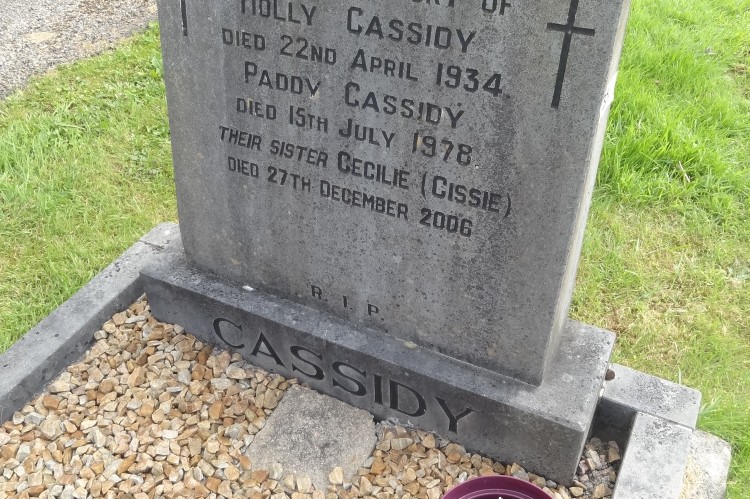 OF
CASSIDY
DIED 22ND APRIL 1934.
PADDY CASSIDY
DIED 15TH JULY 1978
THEIR SISTER CECILIE (CISSIE)
DIED 27TH DECEMBER 2006
R.I.P.
CASSIDY